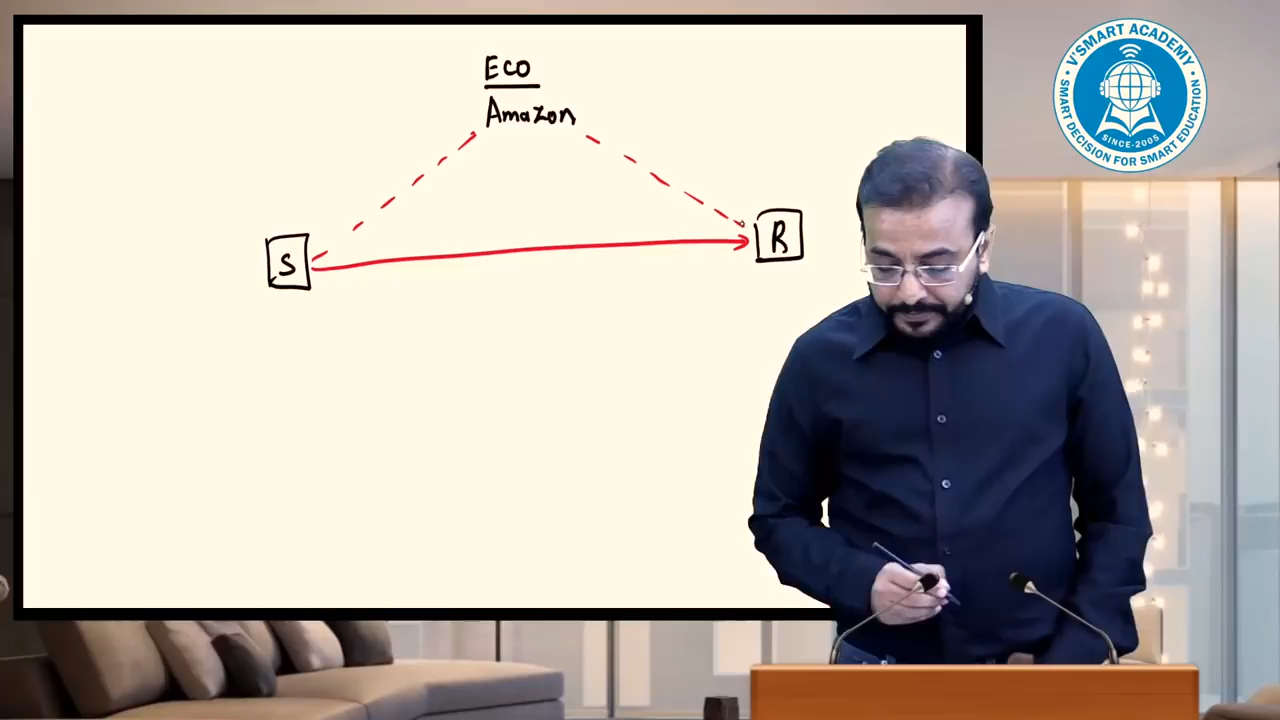 Eco
Amazon
S
R
V'SMART ACADEMY
SMART DECISION FOR SMART EDUCATION
SINCE-2005